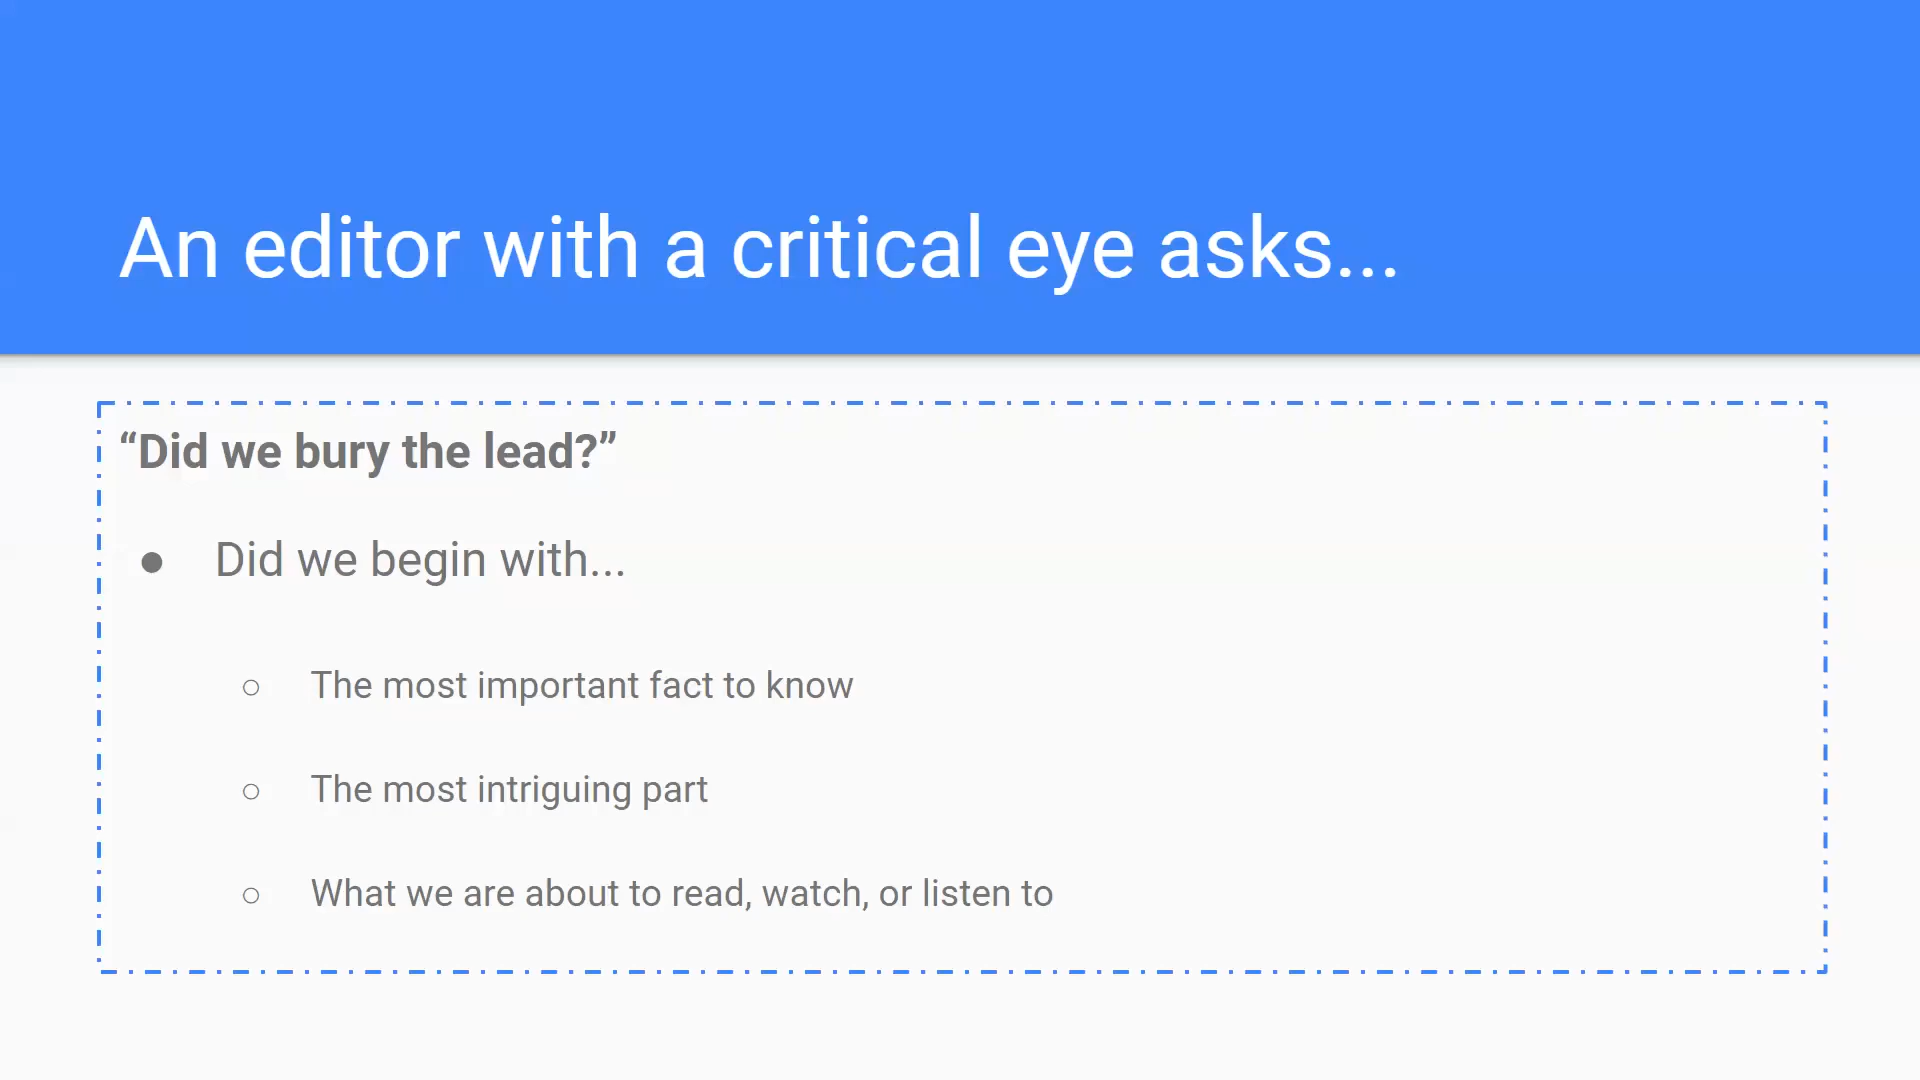 An editor with a critical eye asks...
“Did we bury the lead?”
● Did we begin with...
○ The most important fact to know
○ The most intriguing part
○ What we are about to read, watch, or listen to